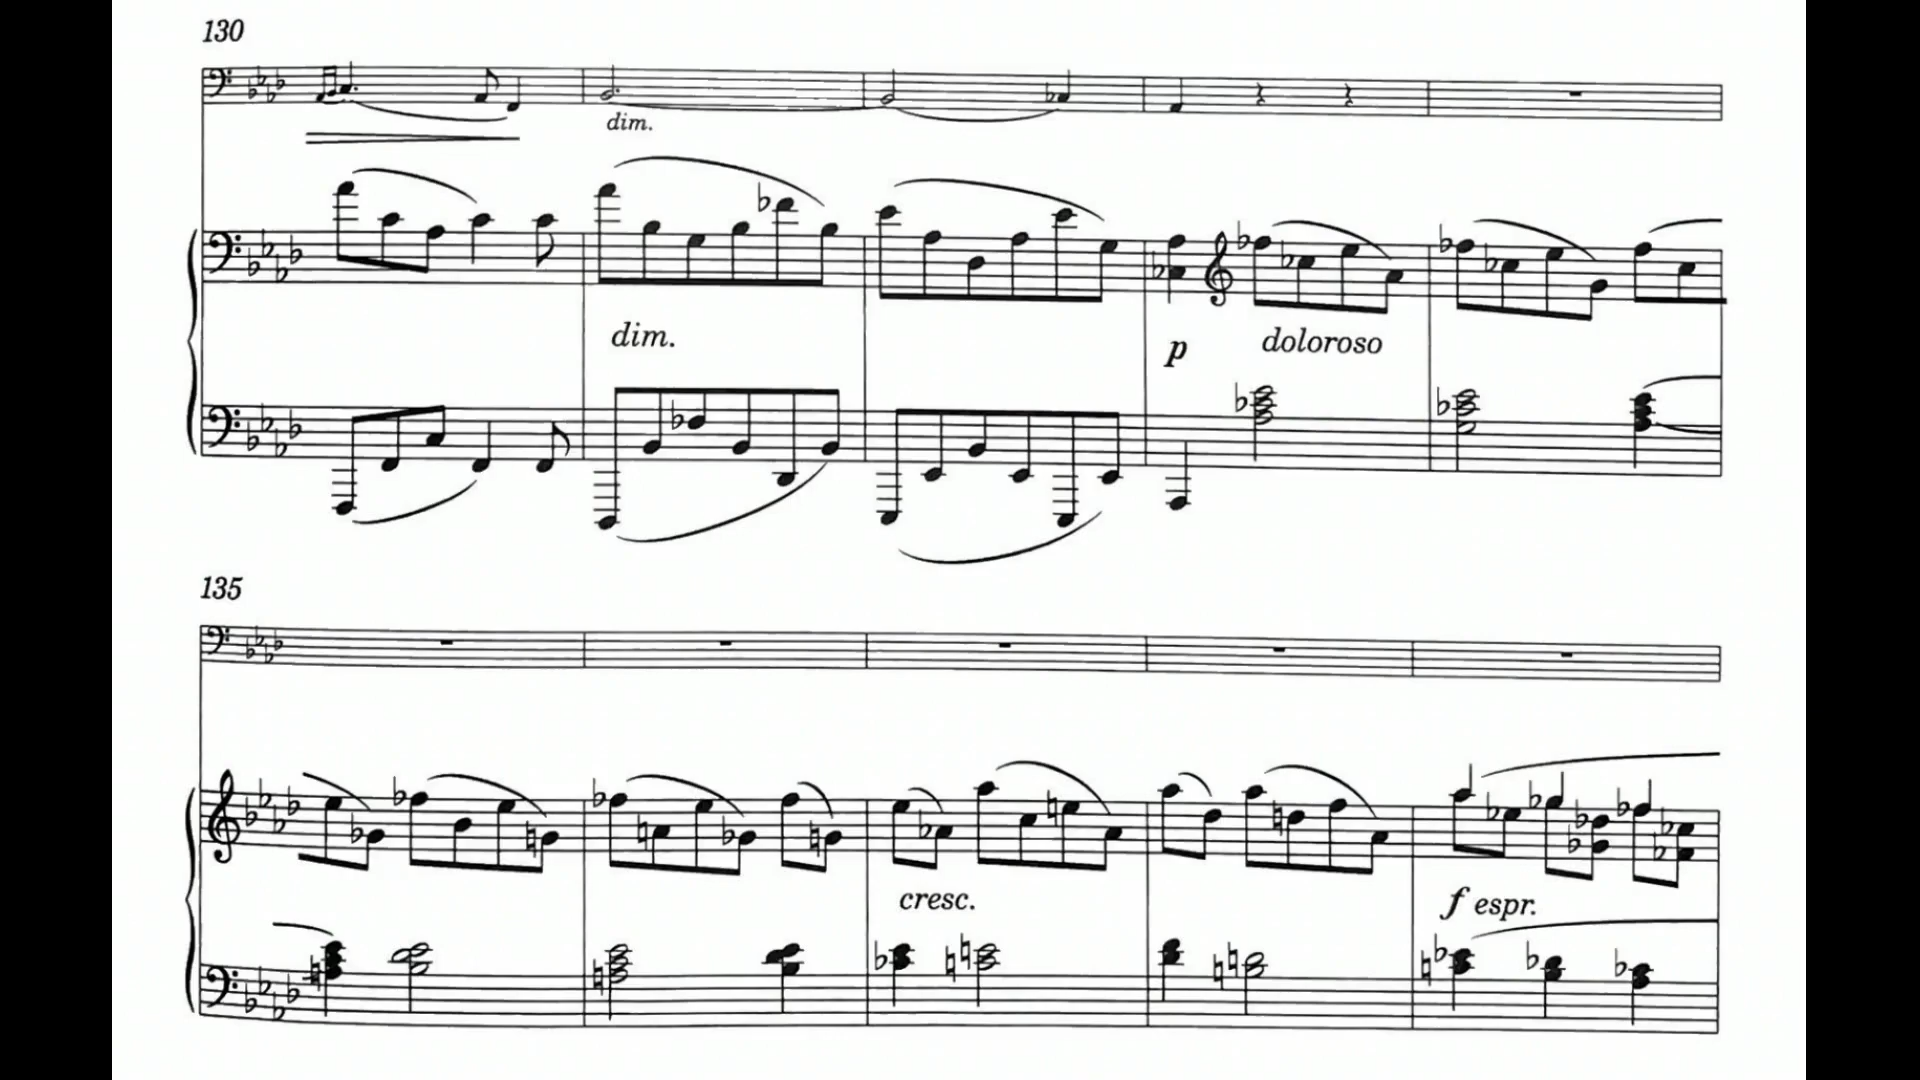 130
dim.
dim.
p doloroso
135
cresc.
f espr.